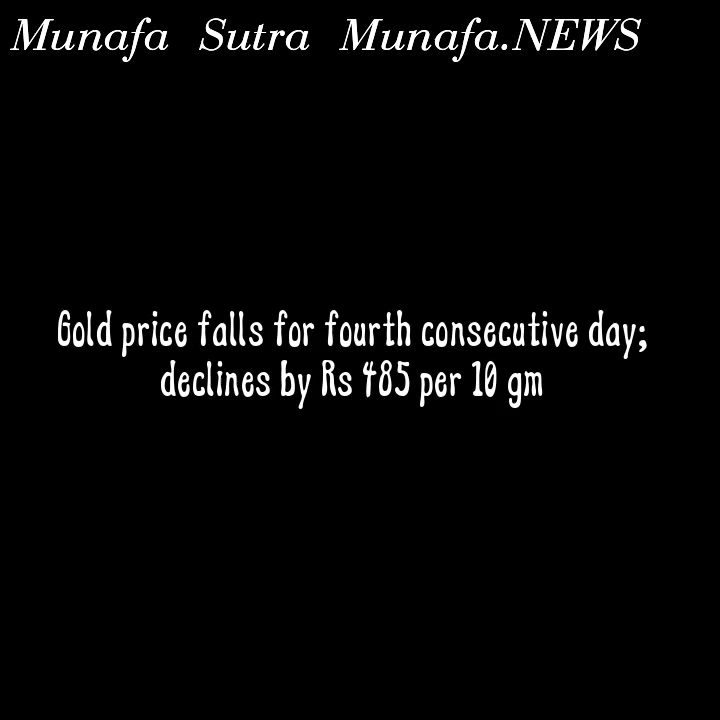 Munafa Sutra Munafa.NEWS
Gold price falls for fourth consecutive day;
declines by Rs 485 per 10 gm